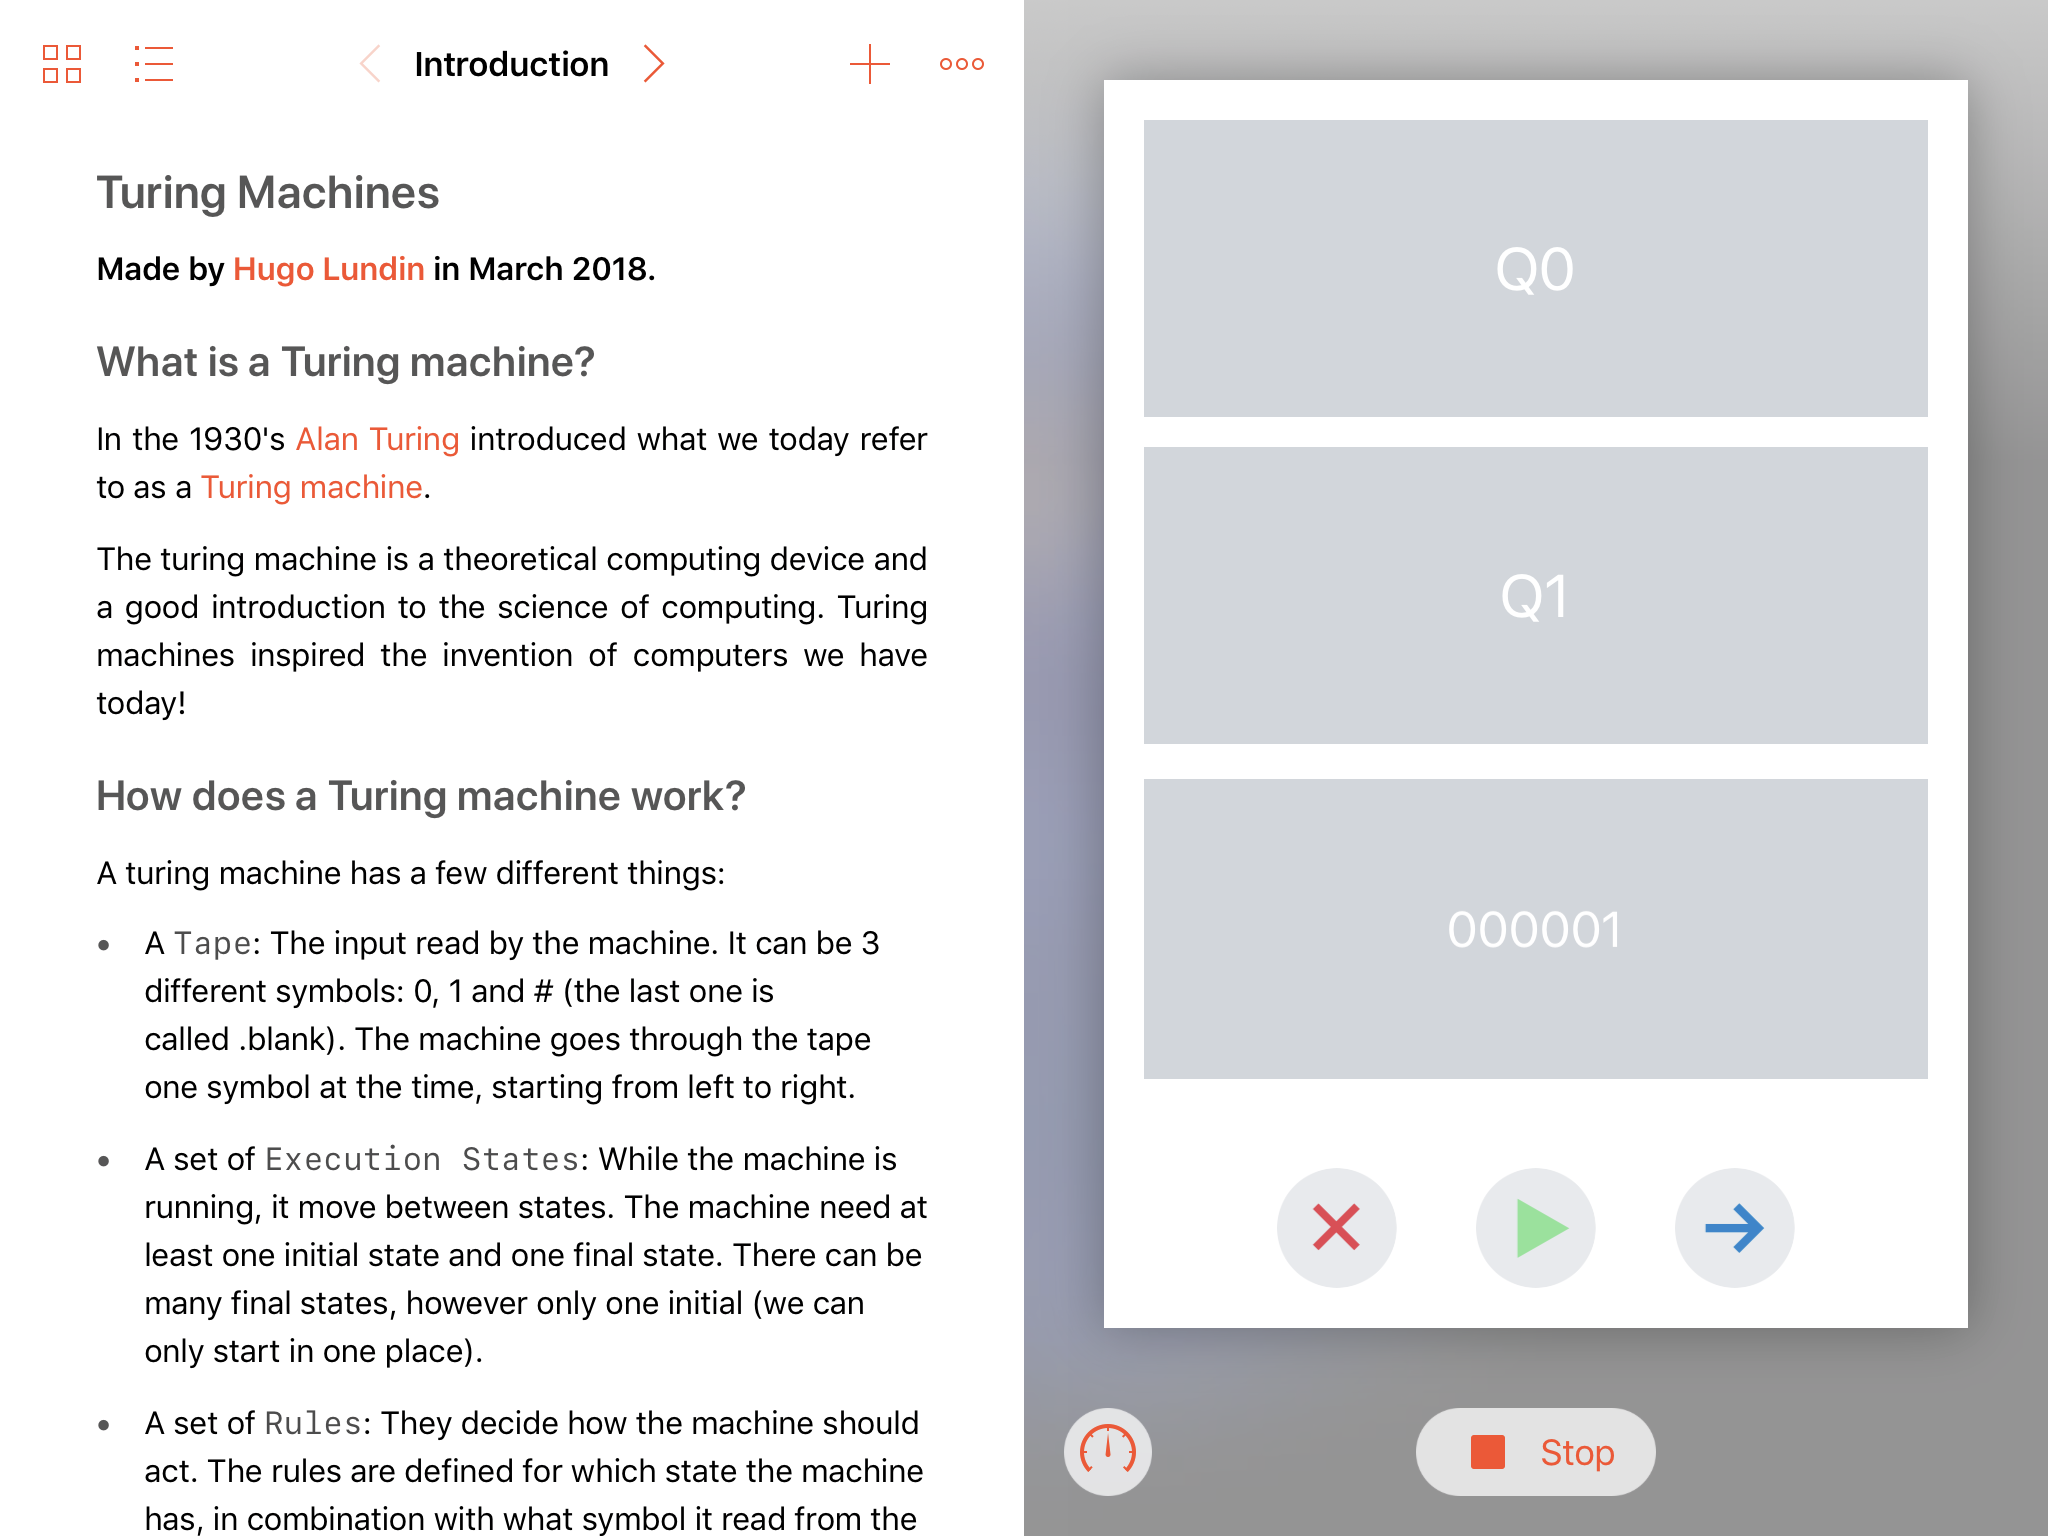 Introduction
Turing Machines
Made by Hugo Lundin in March 2018.
What is a Turing machine?
In the 1930's Alan Turing introduced what we today refer
to as a Turing machine.
The turing machine is a theoretical computing device and
a good introduction to the science of computing. Turing
machines inspired the invention of computers we have
today!
How does a Turing machine work?
A turing machine has a few different things:
• A Tape: The input read by the machine. It can be 3
different symbols: 0, 1 and # (the last one is
called .blank). The machine goes through the tape
one symbol at the time, starting from left to right.
• A set of Execution States: While the machine is
running, it move between states. The machine need at
least one initial state and one final state. There can be
many final states, however only one initial (we can
only start in one place).
• A set of Rules: They decide how the machine should
act. The rules are defined for which state the machine
has, in combination with what symbol it read from the
Q0
Q1
000001
Stop